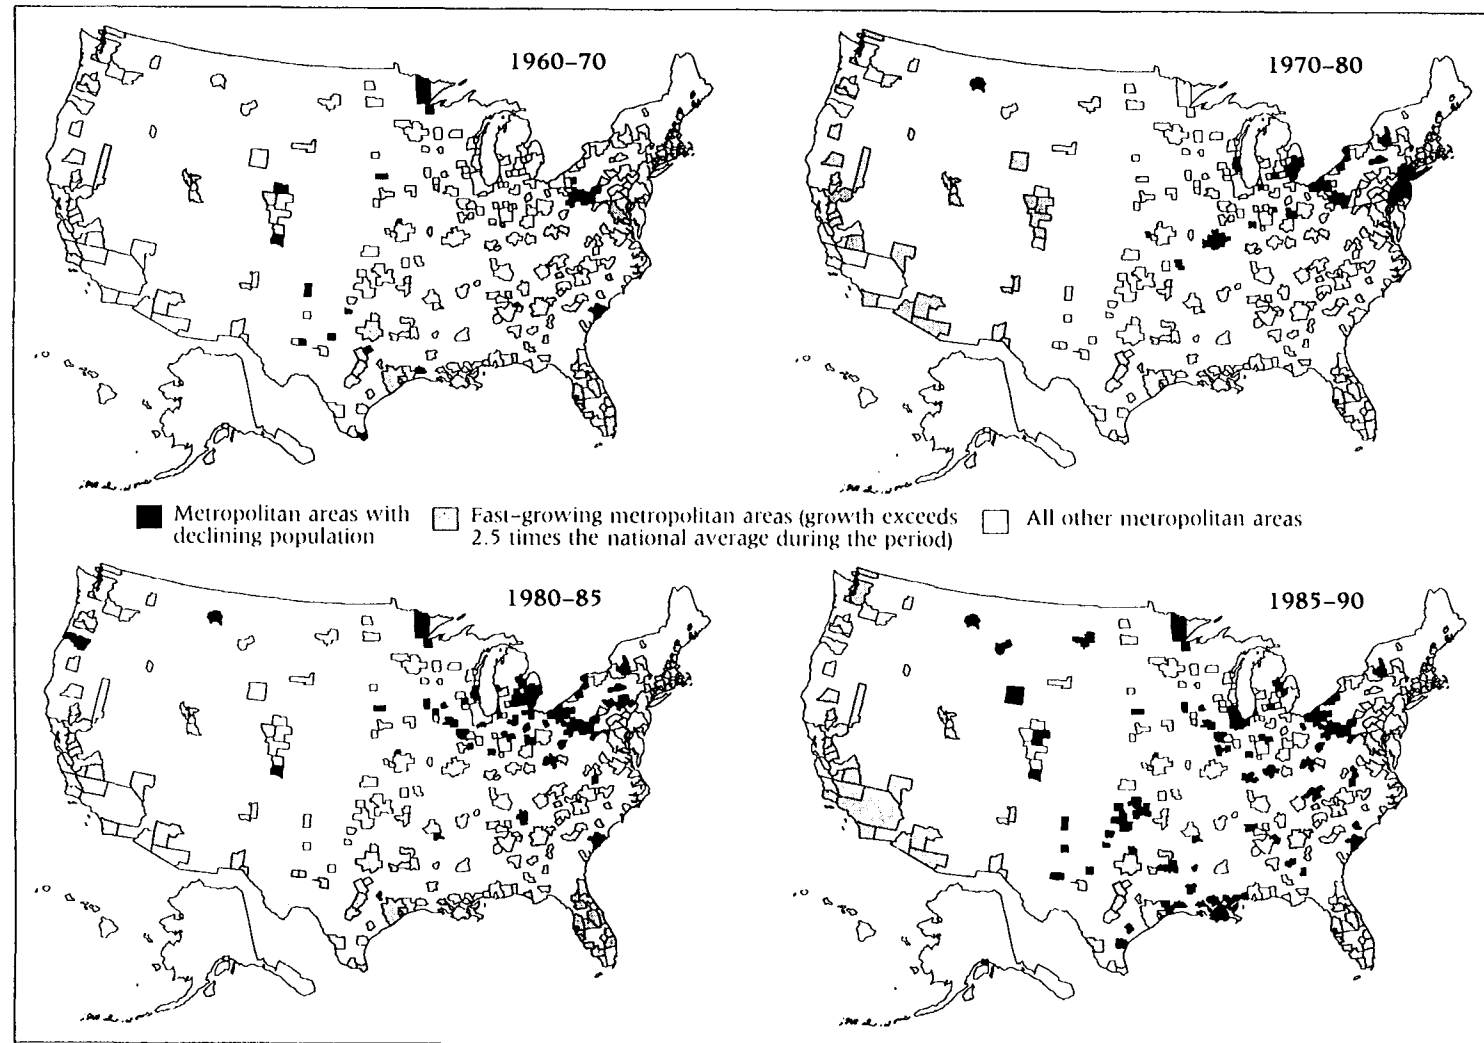 1960–70
1970–80
Metropolitan areas with
declining population
Fast-growing metropolitan areas (growth exceeds
2.5 times the national average during the period)
All other metropolitan areas
1980–85
1985–90